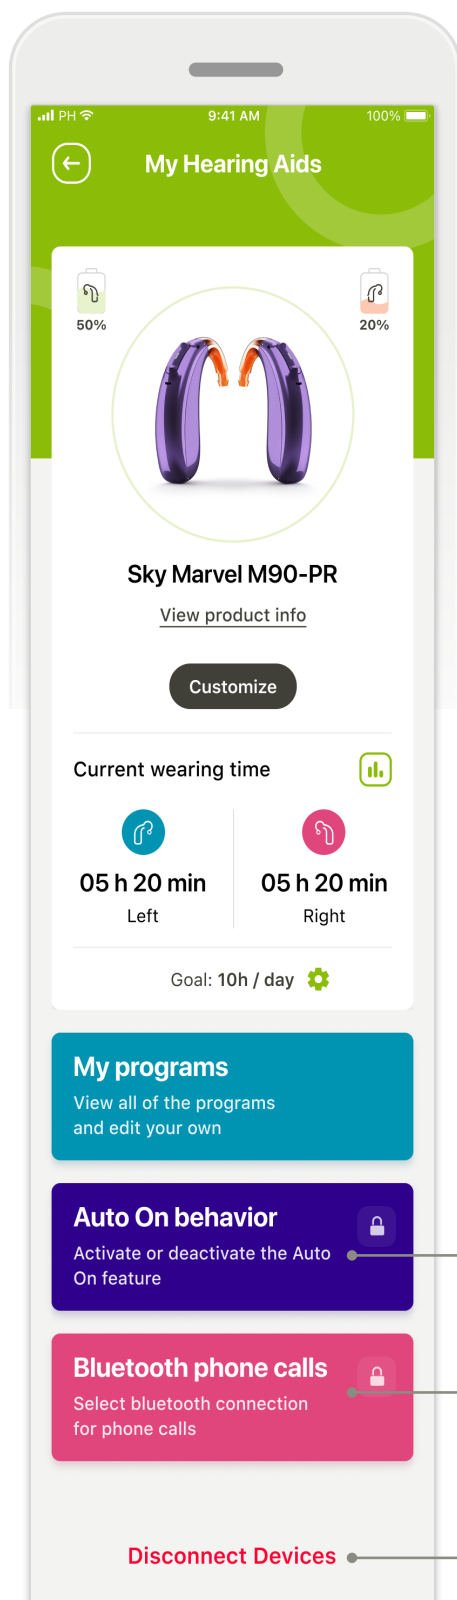 PH 9:41 AM 100%
My Hearing Aids
50% 20%
Sky Marvel M90-PR
View product info
Customize
Current wearing time
05 h 20 min 05 h 20 min
Left Right
Goal: 10h / day
My programs
View all of the programs
and edit your own
Auto On behavior
Activate or deactivate the Auto
On feature
Bluetooth phone calls
Select bluetooth connection
for phone calls
Disconnect Devices